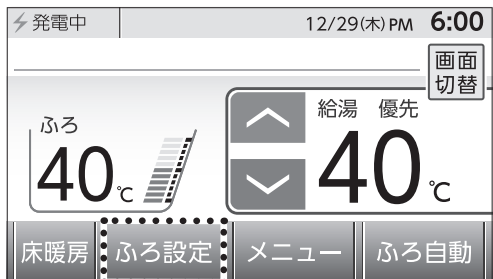 発電中 12/29(木)PM 6:00
画面
切替
ふろ
40℃
給湯 優先
40℃
床暖房 ふろ設定 メニュー ふろ自動